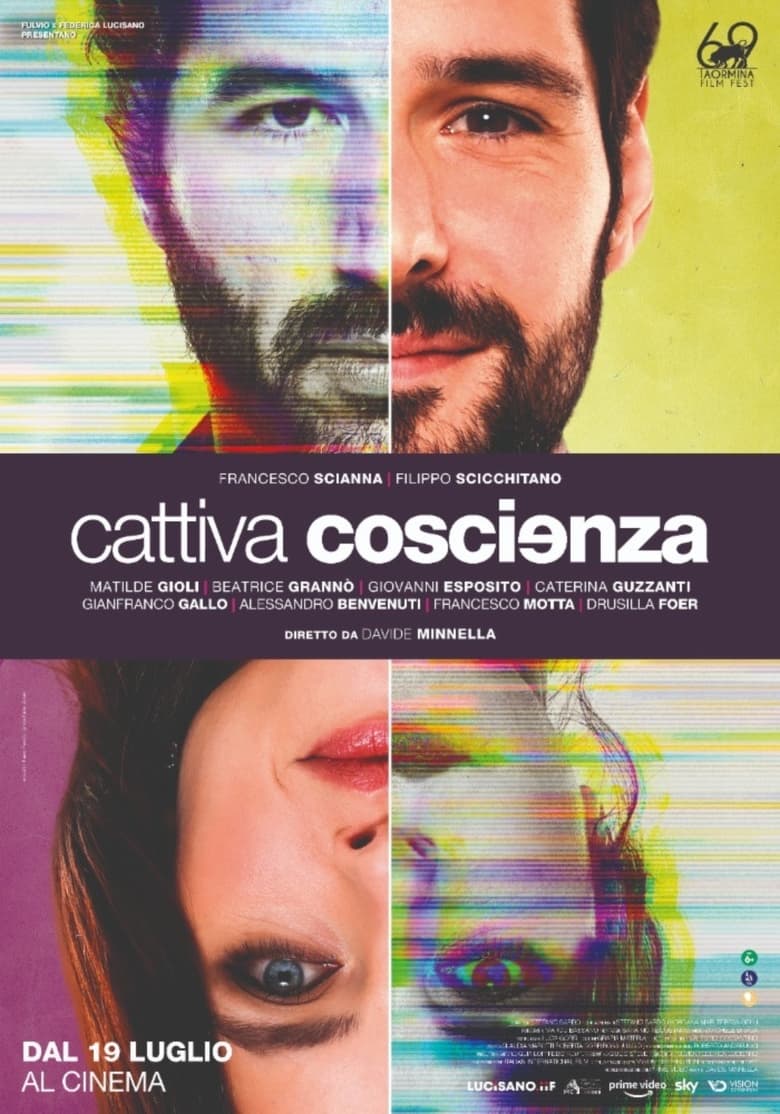 FULVIO e FEDERICA LUCISANO
PRESENTANO
69
TAORMINA
FILM FEST
FRANCESCO SCIANNA | FILIPPO SCICCHITANO
cattiva coscienza
MATILDE GIOLI | BEATRICE GRANNÒ | GIOVANNI ESPOSITO | CATERINA GUZZANTI
GIANFRANCO GALLO | ALESSANDRO BENVENUTI | FRANCESCO MOTTA | DRUSILLA FOER
DIRETTO DA DAVIDE MINNELLA
6+
DAL 19 LUGLIO
AL CINEMA
LUCISANO IIF prime video sky VISION